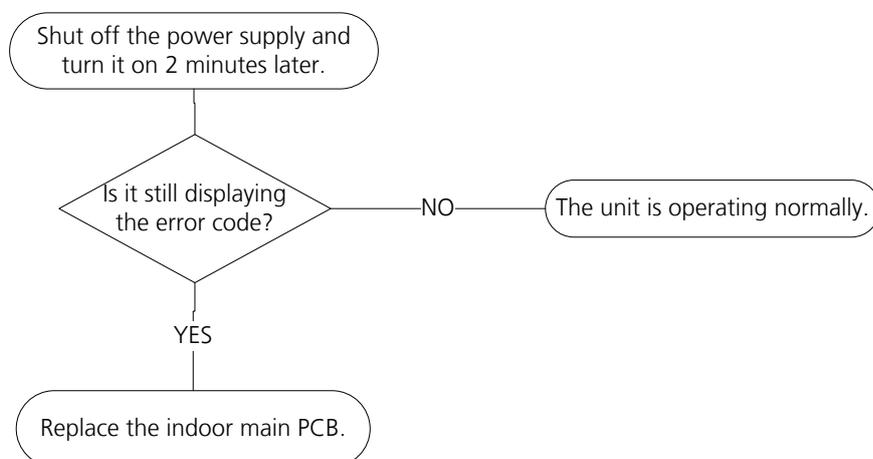 Shut off the power supply and
turn it on 2 minutes later.
Is it still displaying
the error code?
NO
The unit is operating normally.
YES
Replace the indoor main PCB.